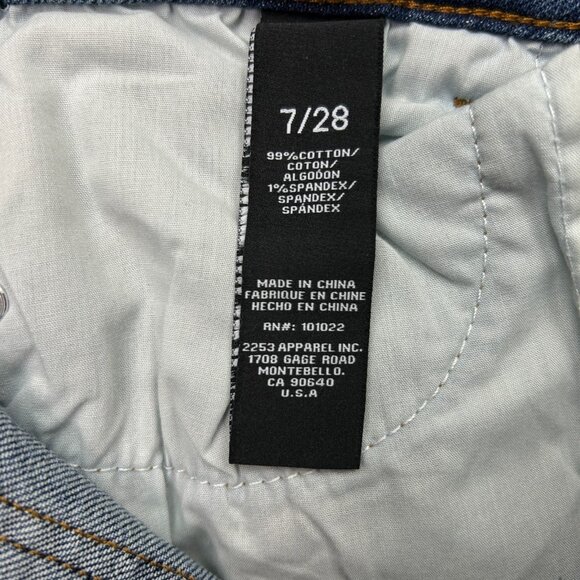 7/28
99%COTTON/
COTON/
ALGODON
1%SPANDEX/
SPANDEX/
SPÁNDEX
MADE IN CHINA
FABRIQUE EN CHINE
HECHO EN CHINA
RN#: 101022
2253 APPAREL INC.
1708 GAGE ROAD
MONTEBELLO.
CA 90640
U.S.A